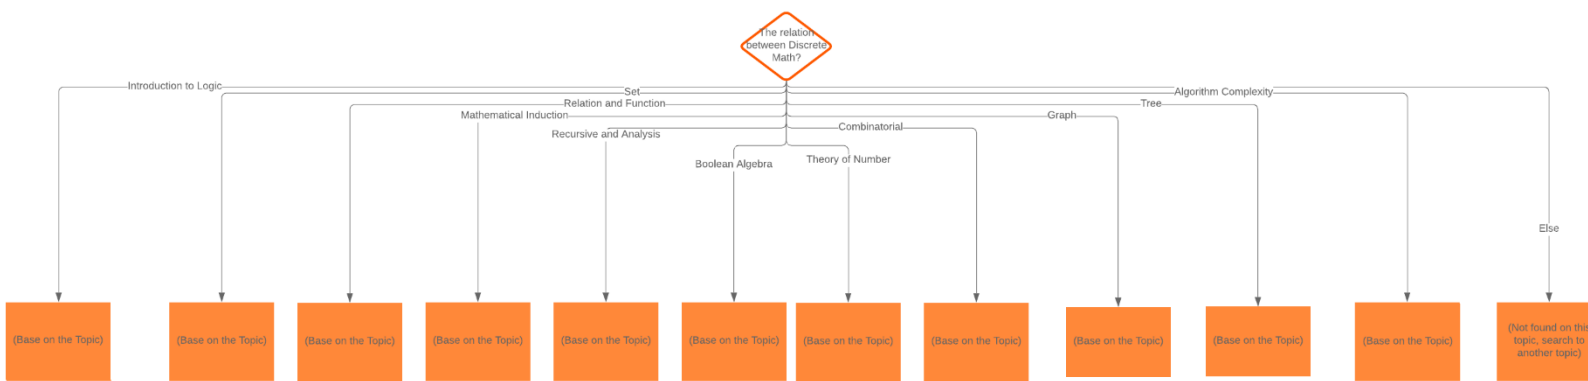 The relation
between Discrete
Math?
Introduction to Logic
Set
Algorithm Complexity
Relation and Function
Tree
Mathematical Induction
Graph
Recursive and Analysis
Combinatorial
Boolean Algebra
Theory of Number
Else
(Base on the Topic)
(Base on the Topic)
(Base on the Topic)
(Base on the Topic)
(Base on the Topic)
(Base on the Topic)
(Base on the Topic)
(Base on the Topic)
(Base on the Topic)
(Base on the Topic)
(Base on the Topic)
(Not found on this
topic, search to
another topic)